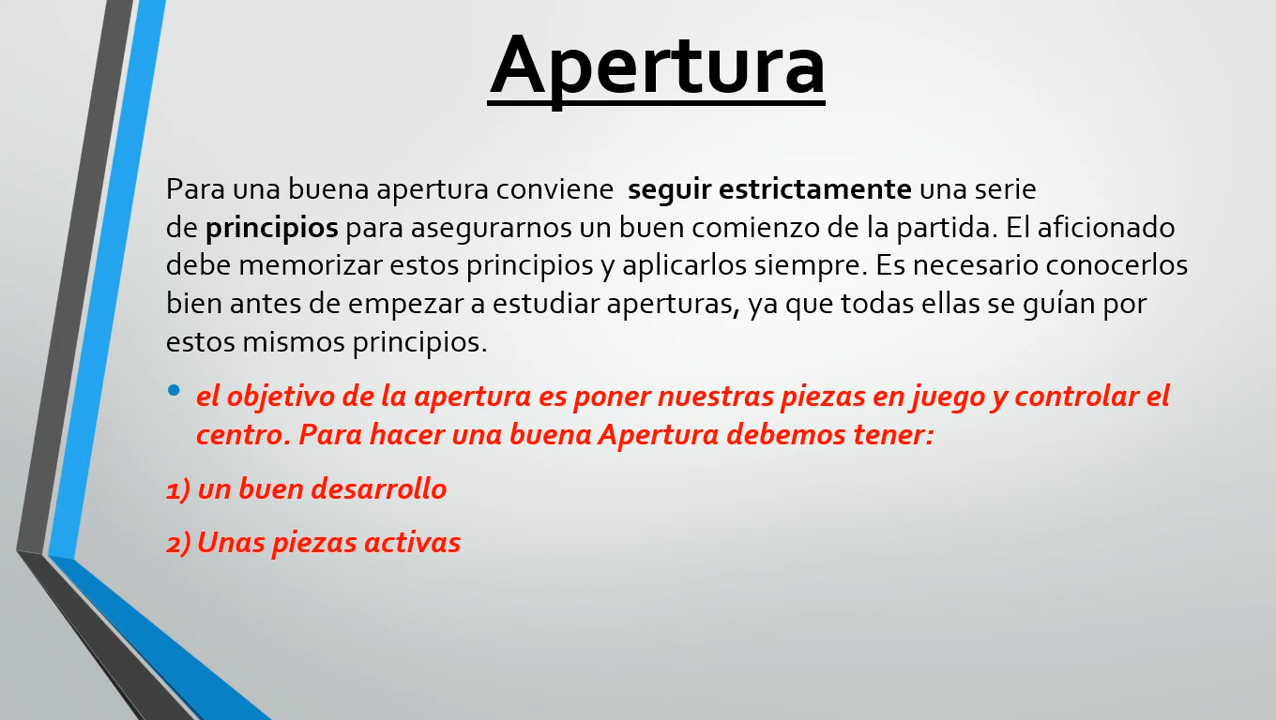 Apertura
Para una buena apertura conviene seguir estrictamente una serie
de principios para asegurarnos un buen comienzo de la partida. El aficionado
debe memorizar estos principios y aplicarlos siempre. Es necesario conocerlos
bien antes de empezar a estudiar aperturas, ya que todas ellas se guían por
estos mismos principios.
• el objetivo de la apertura es poner nuestras piezas en juego y controlar el
centro. Para hacer una buena Apertura debemos tener:
1) un buen desarrollo
2) Unas piezas activas